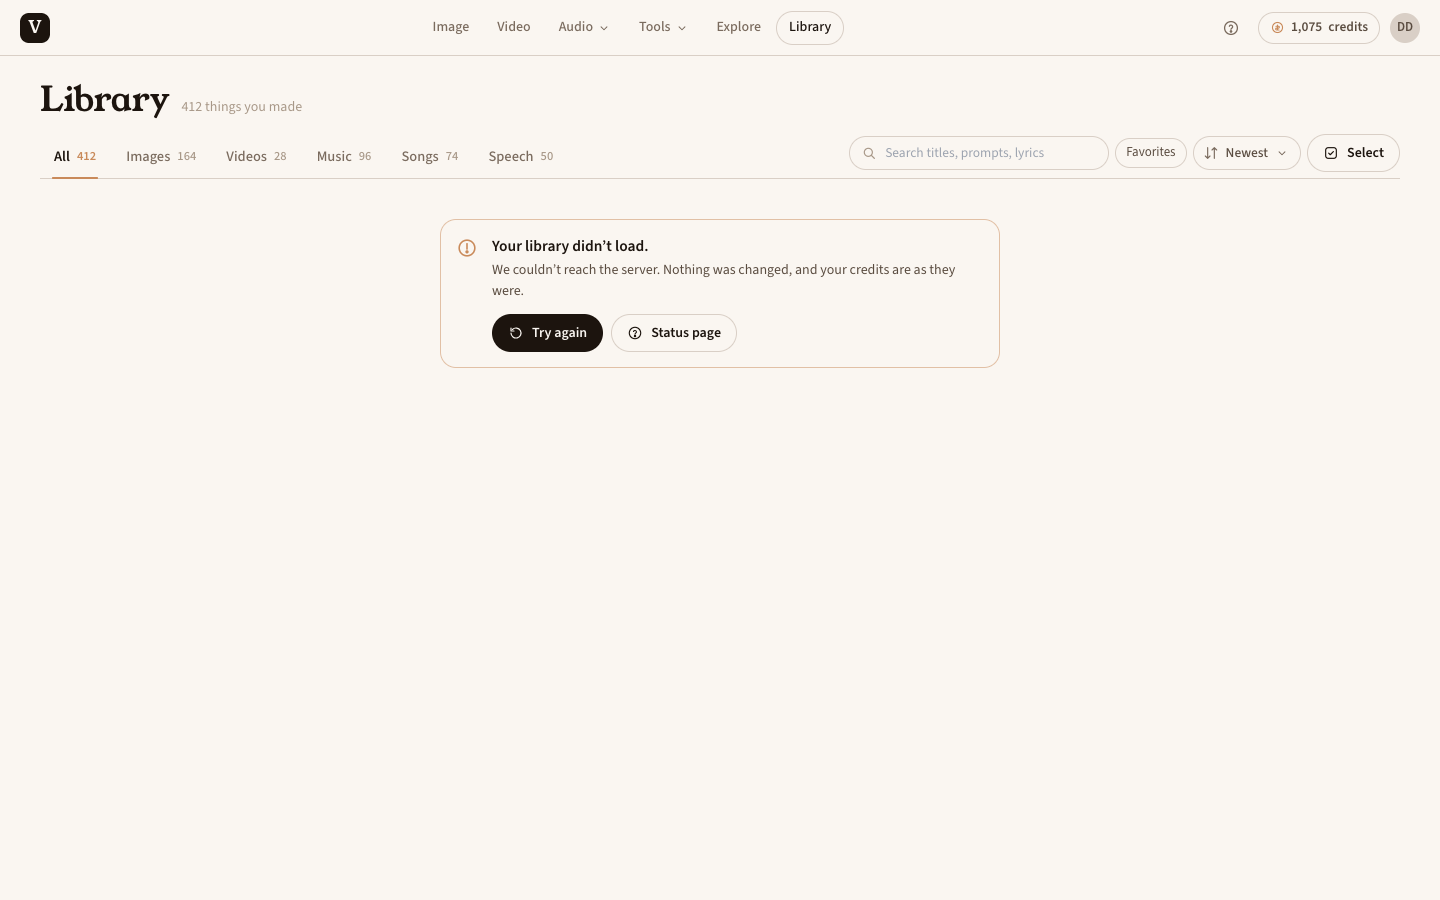 V
Image Video Audio Tools Explore Library
1,075 credits DD
Library 412 things you made
All 412 Images 164 Videos 28 Music 96 Songs 74 Speech 50
Search titles, prompts, lyrics Favorites Newest Select
Your library didn’t load.
We couldn’t reach the server. Nothing was changed, and your credits are as they
were.
Try again Status page